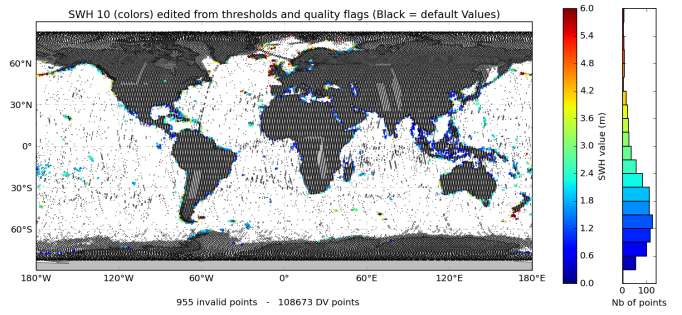 SWH 10 (colors) edited from thresholds and quality flags (Black = default Values)
60°N
30°N
0°
30°S
60°S
180°W 120°W 60°W 0° 60°E 120°E 180°E
955 invalid points - 108673 DV points
6.0
5.4
4.8
4.2
3.6
3.0
2.4
1.8
1.2
0.6
0.0
SWH value (m)
0 100
Nb of points